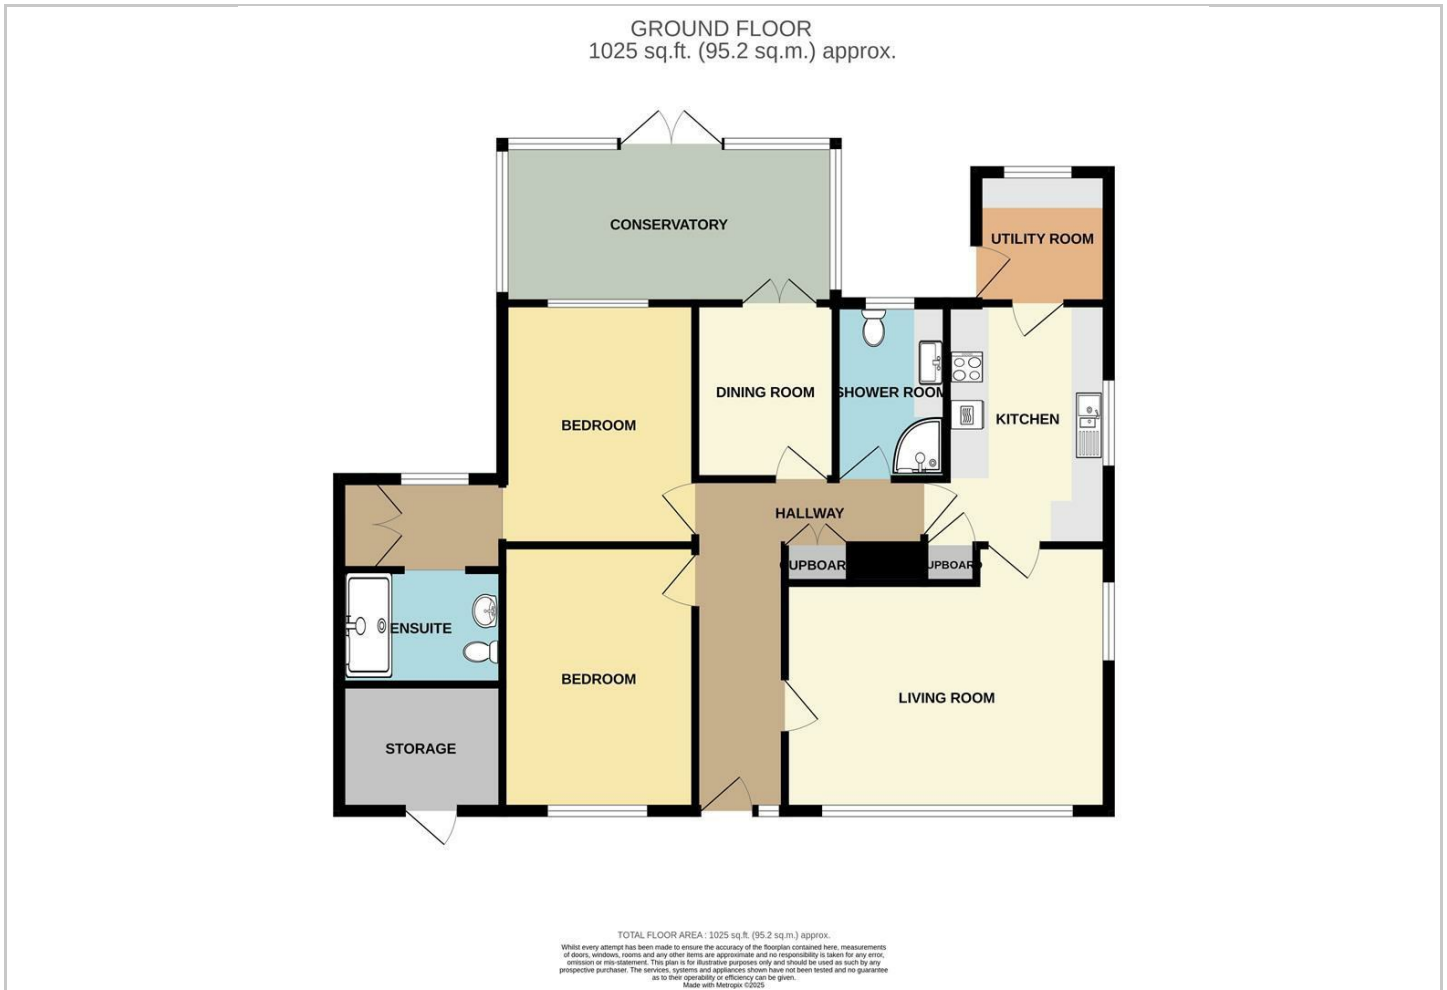 GROUND FLOOR
1025 sq.ft. (95.2 sq.m.) approx.
CONSERVATORY
UTILITY ROOM
DINING ROOM
SHOWER ROOM
KITCHEN
BEDROOM
HALLWAY
CUPBOARD
CUPBOARD
ENSUITE
BEDROOM
LIVING ROOM
STORAGE
TOTAL FLOOR AREA : 1025 sq.ft. (95.2 sq.m.) approx.
Whilst every attempt has been made to ensure the accuracy of the floorplan contained here, measurements
of doors, windows, rooms and any other items are approximate and no responsibility is taken for any error,
omission or mis-statement. This plan is for illustrative purposes only and should be used as such by any
prospective purchaser. The services, systems and appliances shown have not been tested and no guarantee
as to their operability or efficiency can be given.
Made with Metropix ©2025